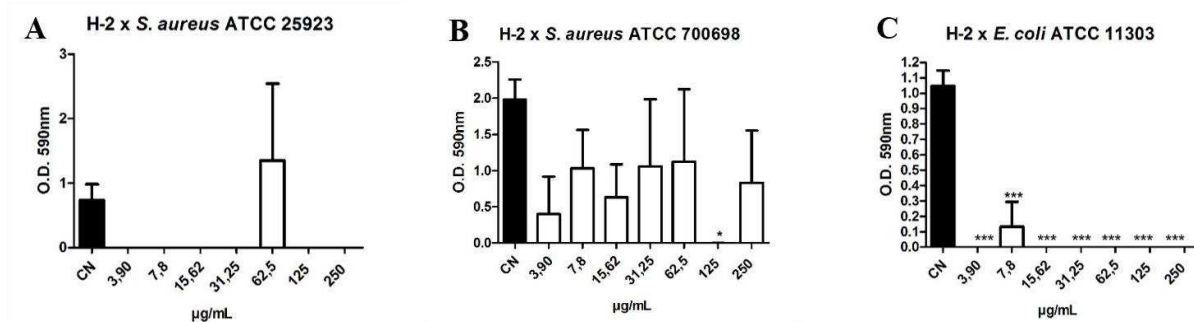 A
H-2 x S. aureus ATCC 25923
O.D. 590nm
3
2
1
0
CN
3,90
7,8
15,62
31,25
62,5
125
250
µg/mL
B
H-2 x S. aureus ATCC 700698
O.D. 590nm
2.5
2.0
1.5
1.0
0.5
0.0
*
CN
3,90
7,8
15,62
31,25
62,5
125
250
µg/mL
C
H-2 x E. coli ATCC 11303
O.D. 590nm
1.2
1.1
1.0
0.9
0.8
0.7
0.6
0.5
0.4
0.3
0.2
0.1
0.0
***
*** *** *** *** *** ***
CN
3,90
7,8
15,62
31,25
62,5
125
250
µg/mL